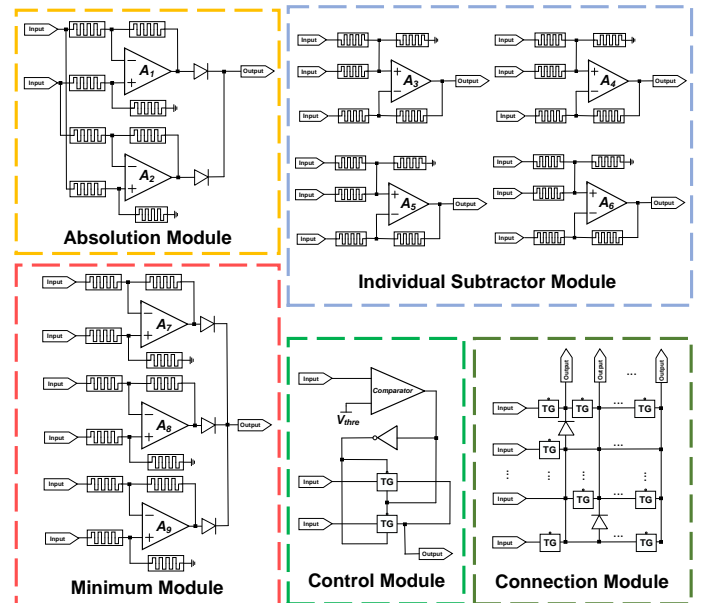 Input
Input
A1
Output
A2
Absolution Module
Input
Input
Input
A3
Output
Input
Input
Input
A4
Output
Input
Input
Input
A5
Output
Input
Input
Input
A6
Output
Individual Subtractor Module
Input
Input
A7
Input
Input
A8
Output
Input
Input
A9
Minimum Module
Input
Comparator
Vthre
Input
TG
Input
TG
Output
Control Module
Output
Output
...
Output
Input
TG
TG
...
TG
Input
TG
...
...
Input
TG
...
TG
Input
TG
...
TG
Connection Module